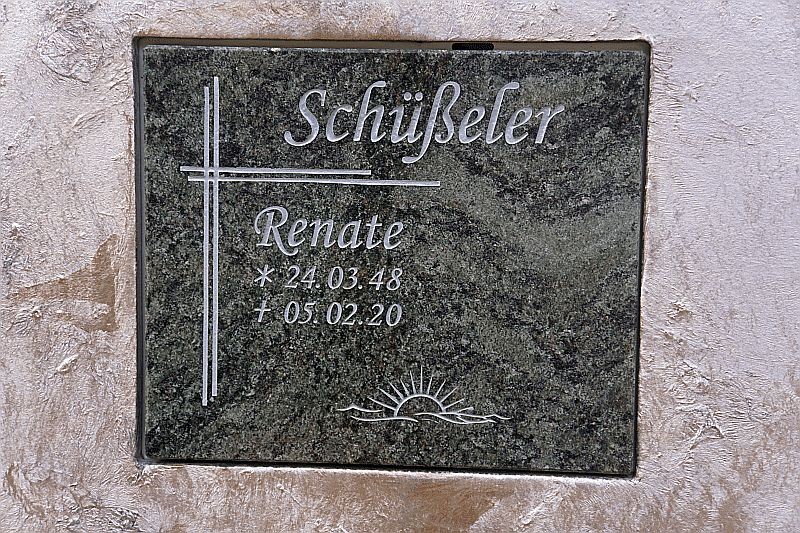 Schüßeler
Renate
* 24.03.48
† 05.02.20